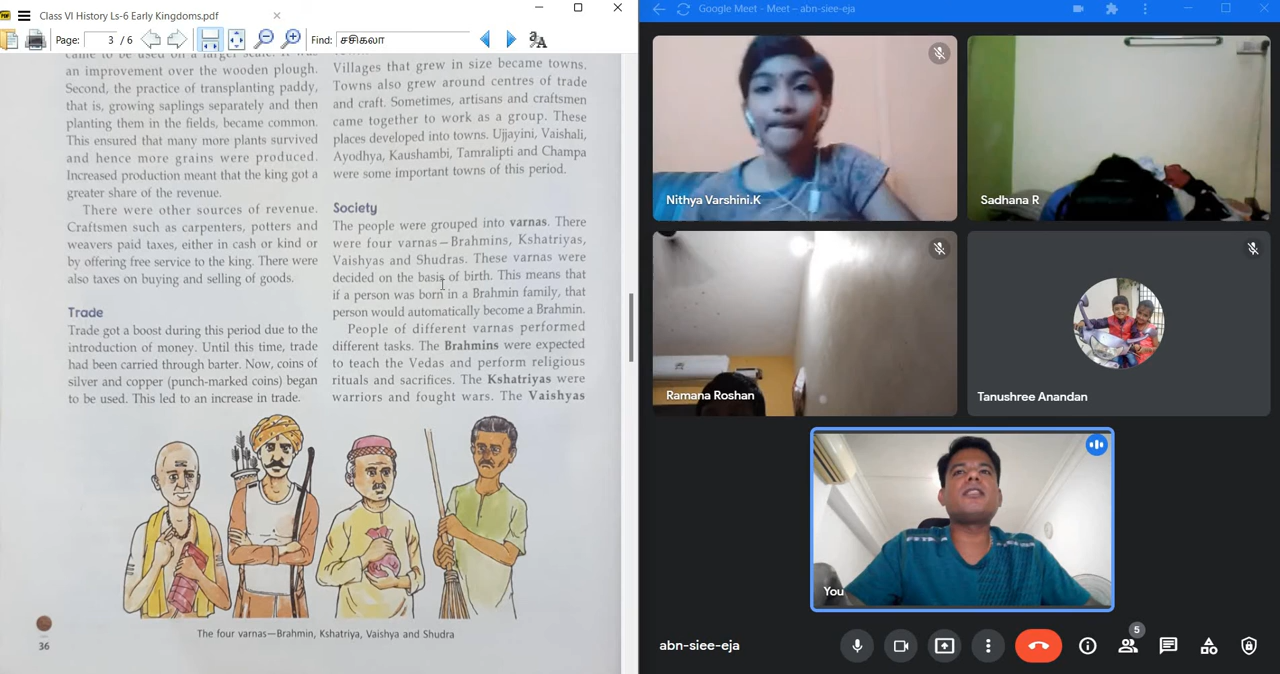 Class VI History Ls-6 Early Kingdoms.pdf
Page: 3 / 6
Find:
an improvement over the wooden plough.
Second, the practice of transplanting paddy,
that is, growing saplings separately and then
planting them in the fields, became common.
This ensured that many more plants survived
and hence more grains were produced.
Increased production meant that the king got a
greater share of the revenue.
There were other sources of revenue.
Craftsmen such as carpenters, potters and
weavers paid taxes, either in cash or kind or
by offering free service to the king. There were
also taxes on buying and selling of goods.
Trade
Trade got a boost during this period due to the
introduction of money. Until this time, trade
had been carried through barter. Now, coins of
silver and copper (punch-marked coins) began
to be used. This led to an increase in trade.
Villages that grew in size became towns.
Towns also grew around centres of trade
and craft. Sometimes, artisans and craftsmen
came together to work as a group. These
places developed into towns. Ujjayini, Vaishali,
Ayodhya, Kaushambi, Tamralipti and Champa
were some important towns of this period.
Society
The people were grouped into varnas. There
were four varnas—Brahmins, Kshatriyas,
Vaishyas and Shudras. These varnas were
decided on the basis of birth. This means that
if a person was born in a Brahmin family, that
person would automatically become a Brahmin.
People of different varnas performed
different tasks. The Brahmins were expected
to teach the Vedas and perform religious
rituals and sacrifices. The Kshatriyas were
warriors and fought wars. The Vaishyas
The four varnas—Brahmin, Kshatriya, Vaishya and Shudra
36
Google Meet - Meet – abn-siee-eja
Nithya Varshini.K
Sadhana R
Ramana Roshan
Tanushree Anandan
You
abn-siee-eja
5